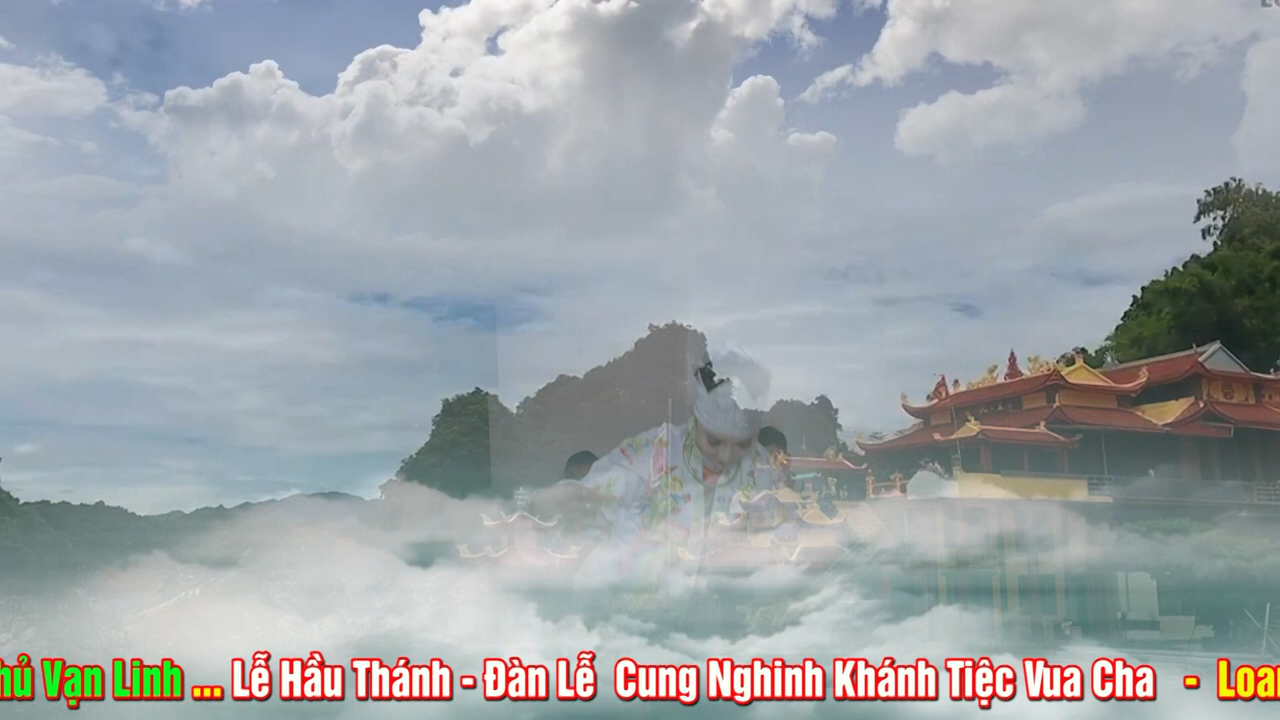 hủ Vạn Linh ... Lễ Hầu Thánh - Đàn Lễ Cung Nghinh Khánh Tiệc Vua Cha - Loan